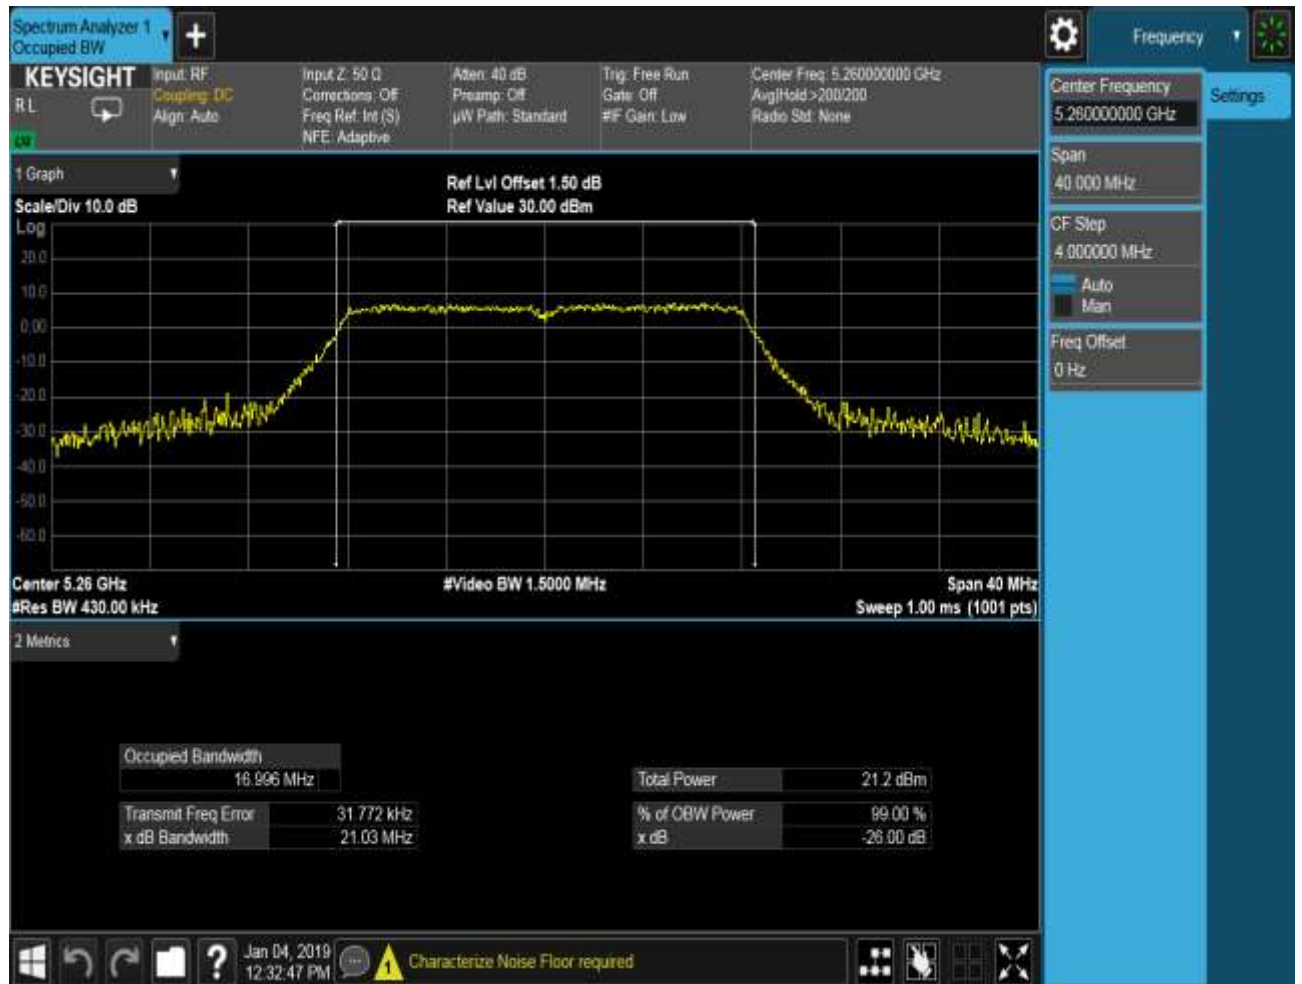 Spectrum Analyzer 1
Occupied BW
Frequency
KEYSIGHT
RL
Input: RF
Coupling: DC
Align: Auto
Input Z: 50 Ω
Corrections: Off
Freq Ref: Int (S)
NFE: Adaptive
Atten: 40 dB
Preamp: Off
µW Path: Standard
Trig: Free Run
Gate: Off
#IF Gain: Low
Center Freq: 5.260000000 GHz
Avg|Hold:>200/200
Radio Std: None
Center Frequency
5.260000000 GHz
Settings
Span
40.000 MHz
CF Step
4.000000 MHz
Auto
Man
Freq Offset
0 Hz
1 Graph
Scale/Div 10.0 dB
Ref Lvl Offset 1.50 dB
Ref Value 30.00 dBm
Log
20.0
10.0
0.00
-10.0
-20.0
-30.0
-40.0
-50.0
-60.0
Center 5.26 GHz
#Video BW 1.5000 MHz
Span 40 MHz
#Res BW 430.00 kHz
Sweep 1.00 ms (1001 pts)
2 Metrics
Occupied Bandwidth
16.996 MHz
Total Power 21.2 dBm
Transmit Freq Error 31.772 kHz
% of OBW Power 99.00 %
x dB Bandwidth 21.03 MHz
x dB -26.00 dB
?
Jan 04, 2019
12:32:47 PM
1
Characterize Noise Floor required